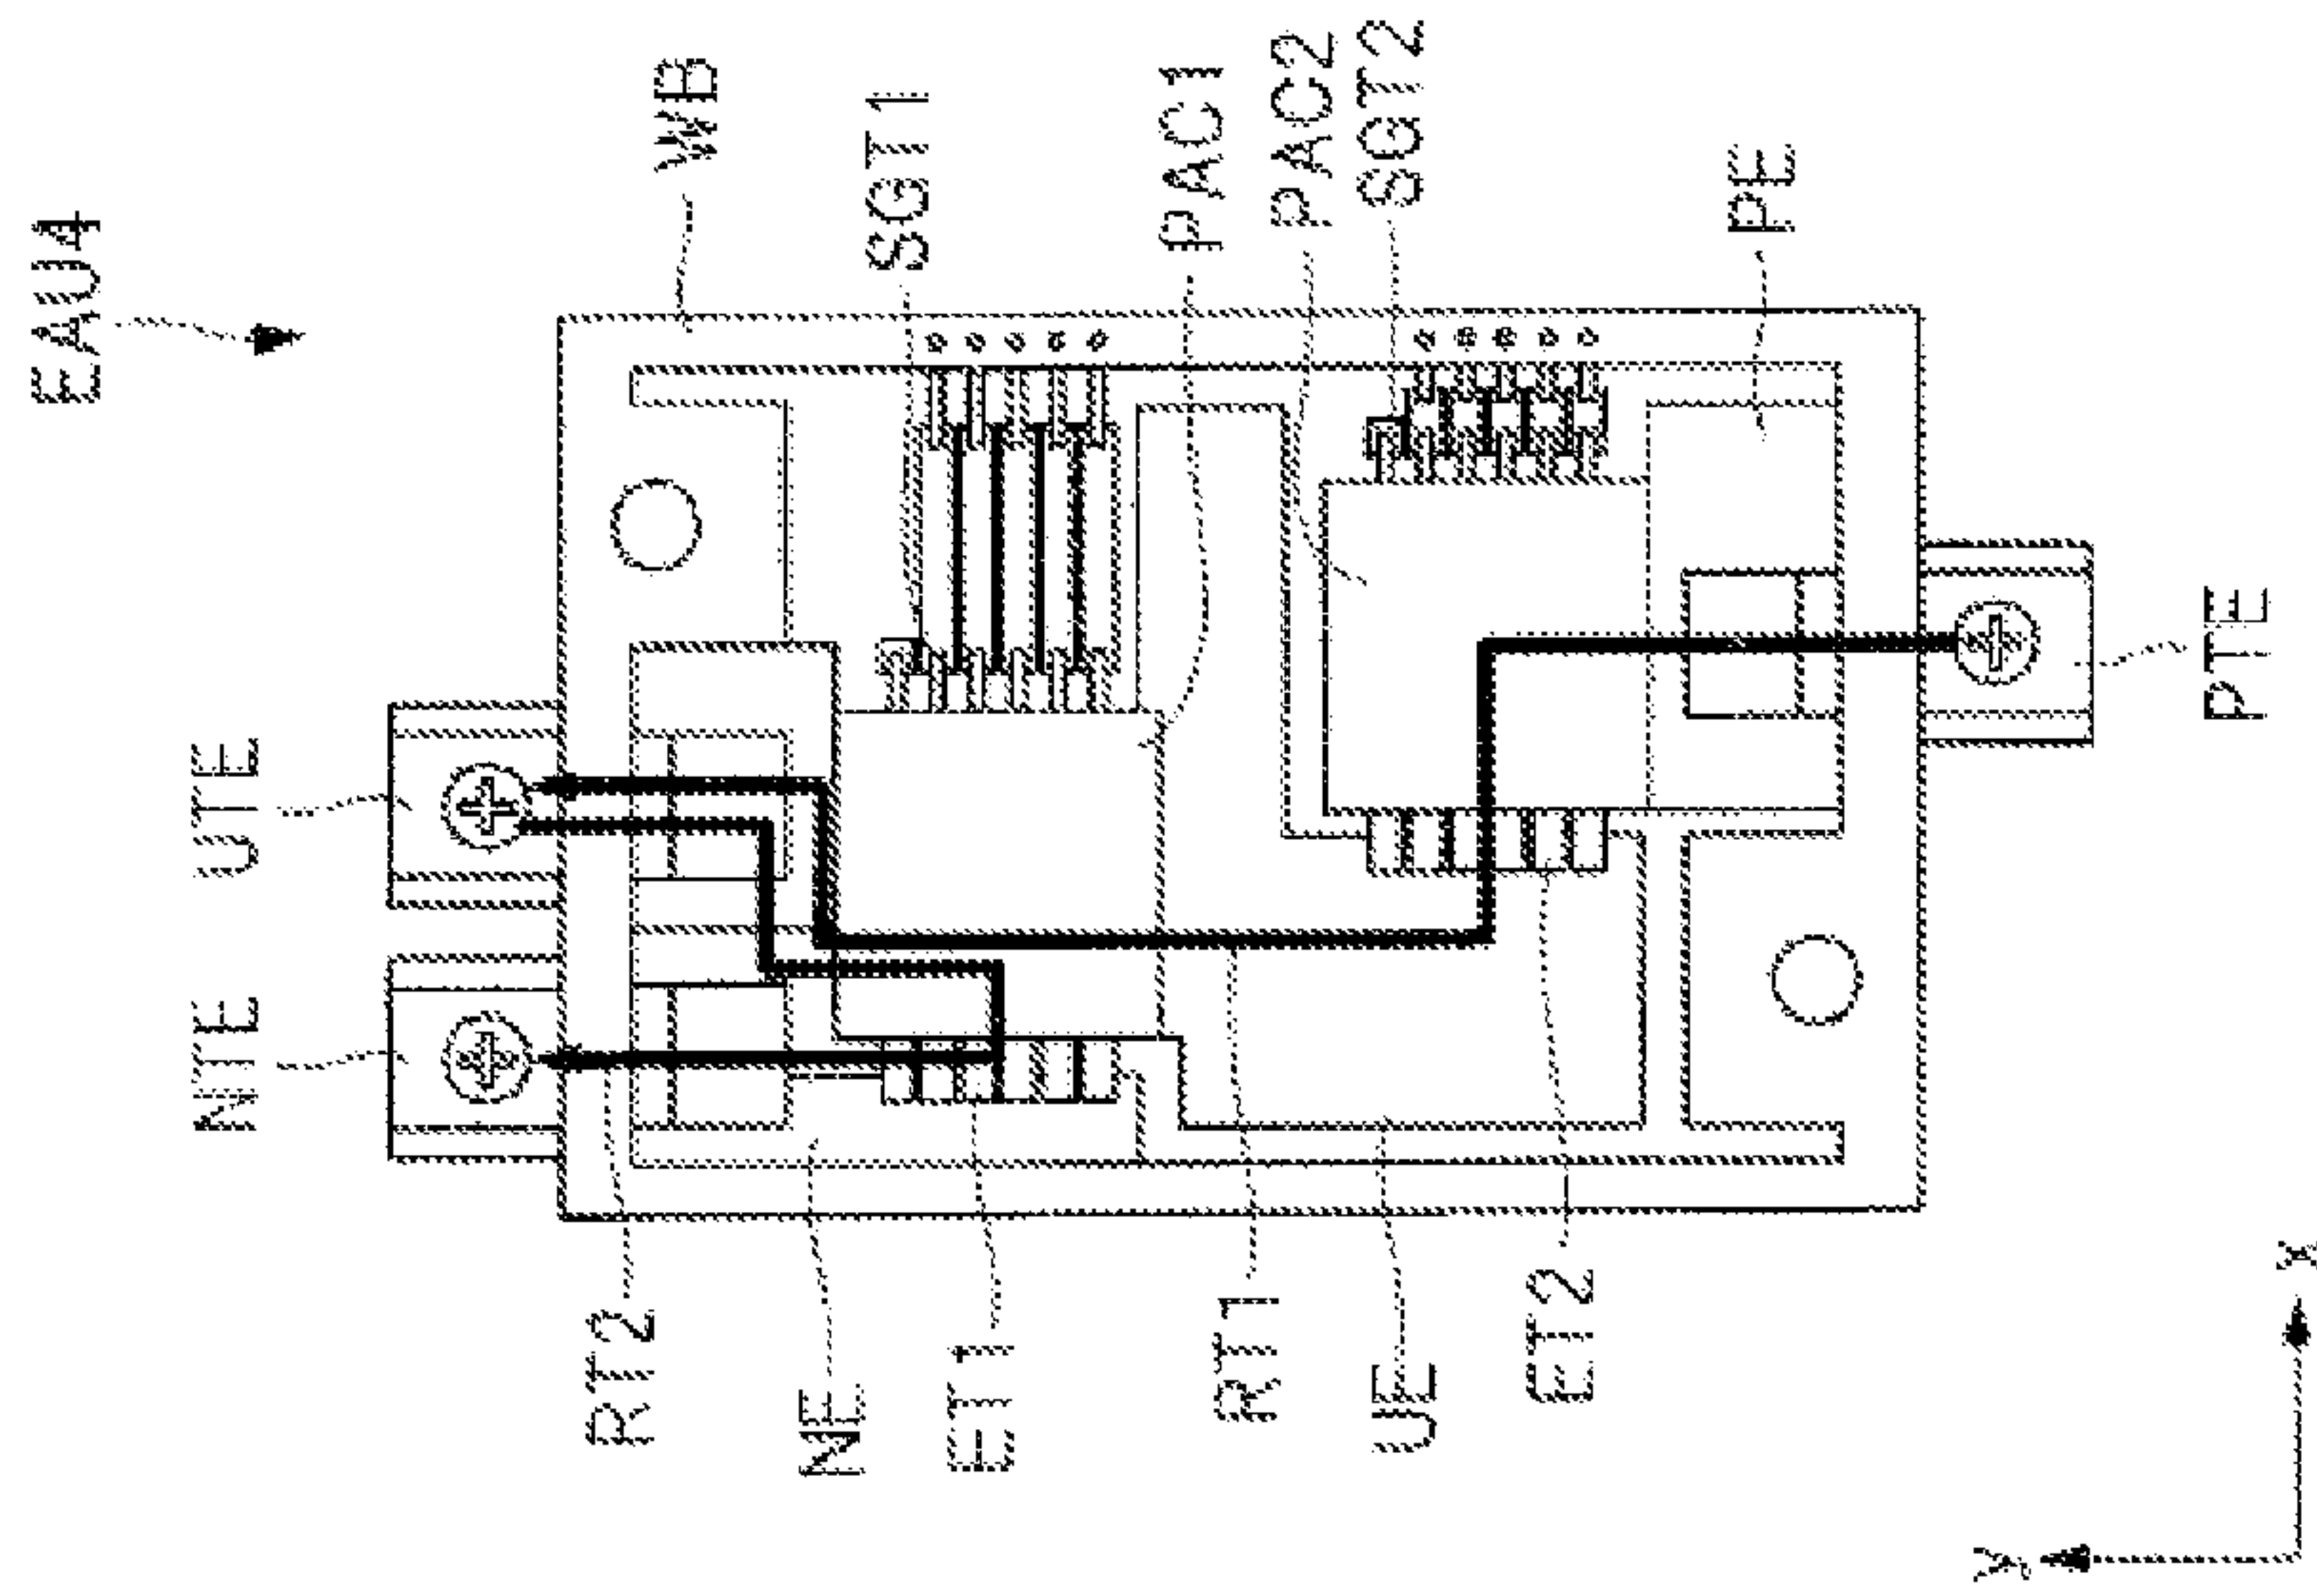 EAU4
NTE
UTE
RT2
WB
NE
SGT1
ET1
PAC1
RT1
PAC2
SGT2
UE
ET2
PE
y
PTE
x